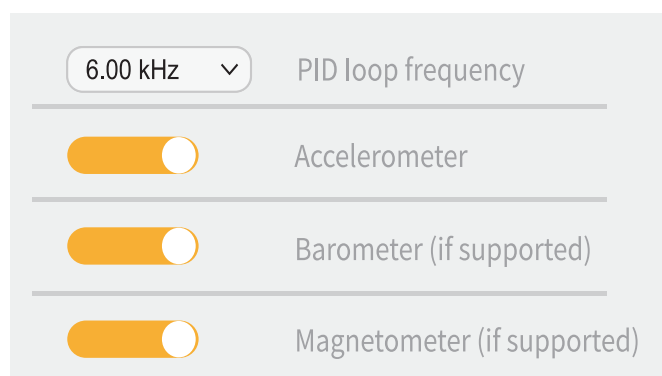 6.00 kHz PID loop frequency
Accelerometer
Barometer (if supported)
Magnetometer (if supported)